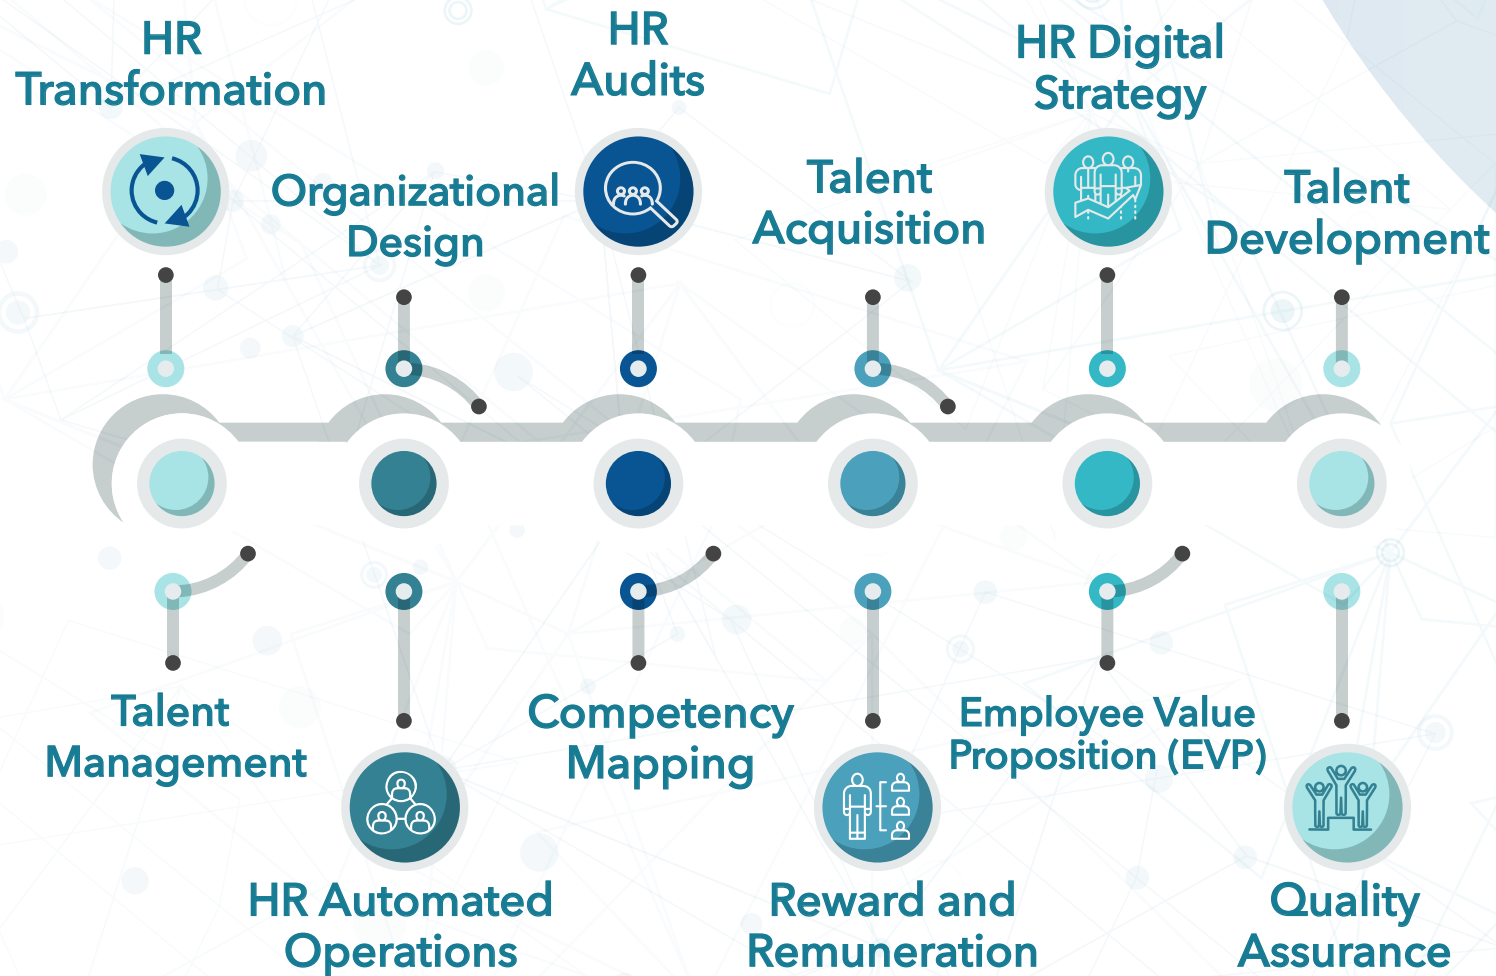 HR
Transformation
Organizational
Design
HR
Audits
Talent
Acquisition
HR Digital
Strategy
Talent
Development
Talent
Management
HR Automated
Operations
Competency
Mapping
Reward and
Remuneration
Employee Value
Proposition (EVP)
Quality
Assurance